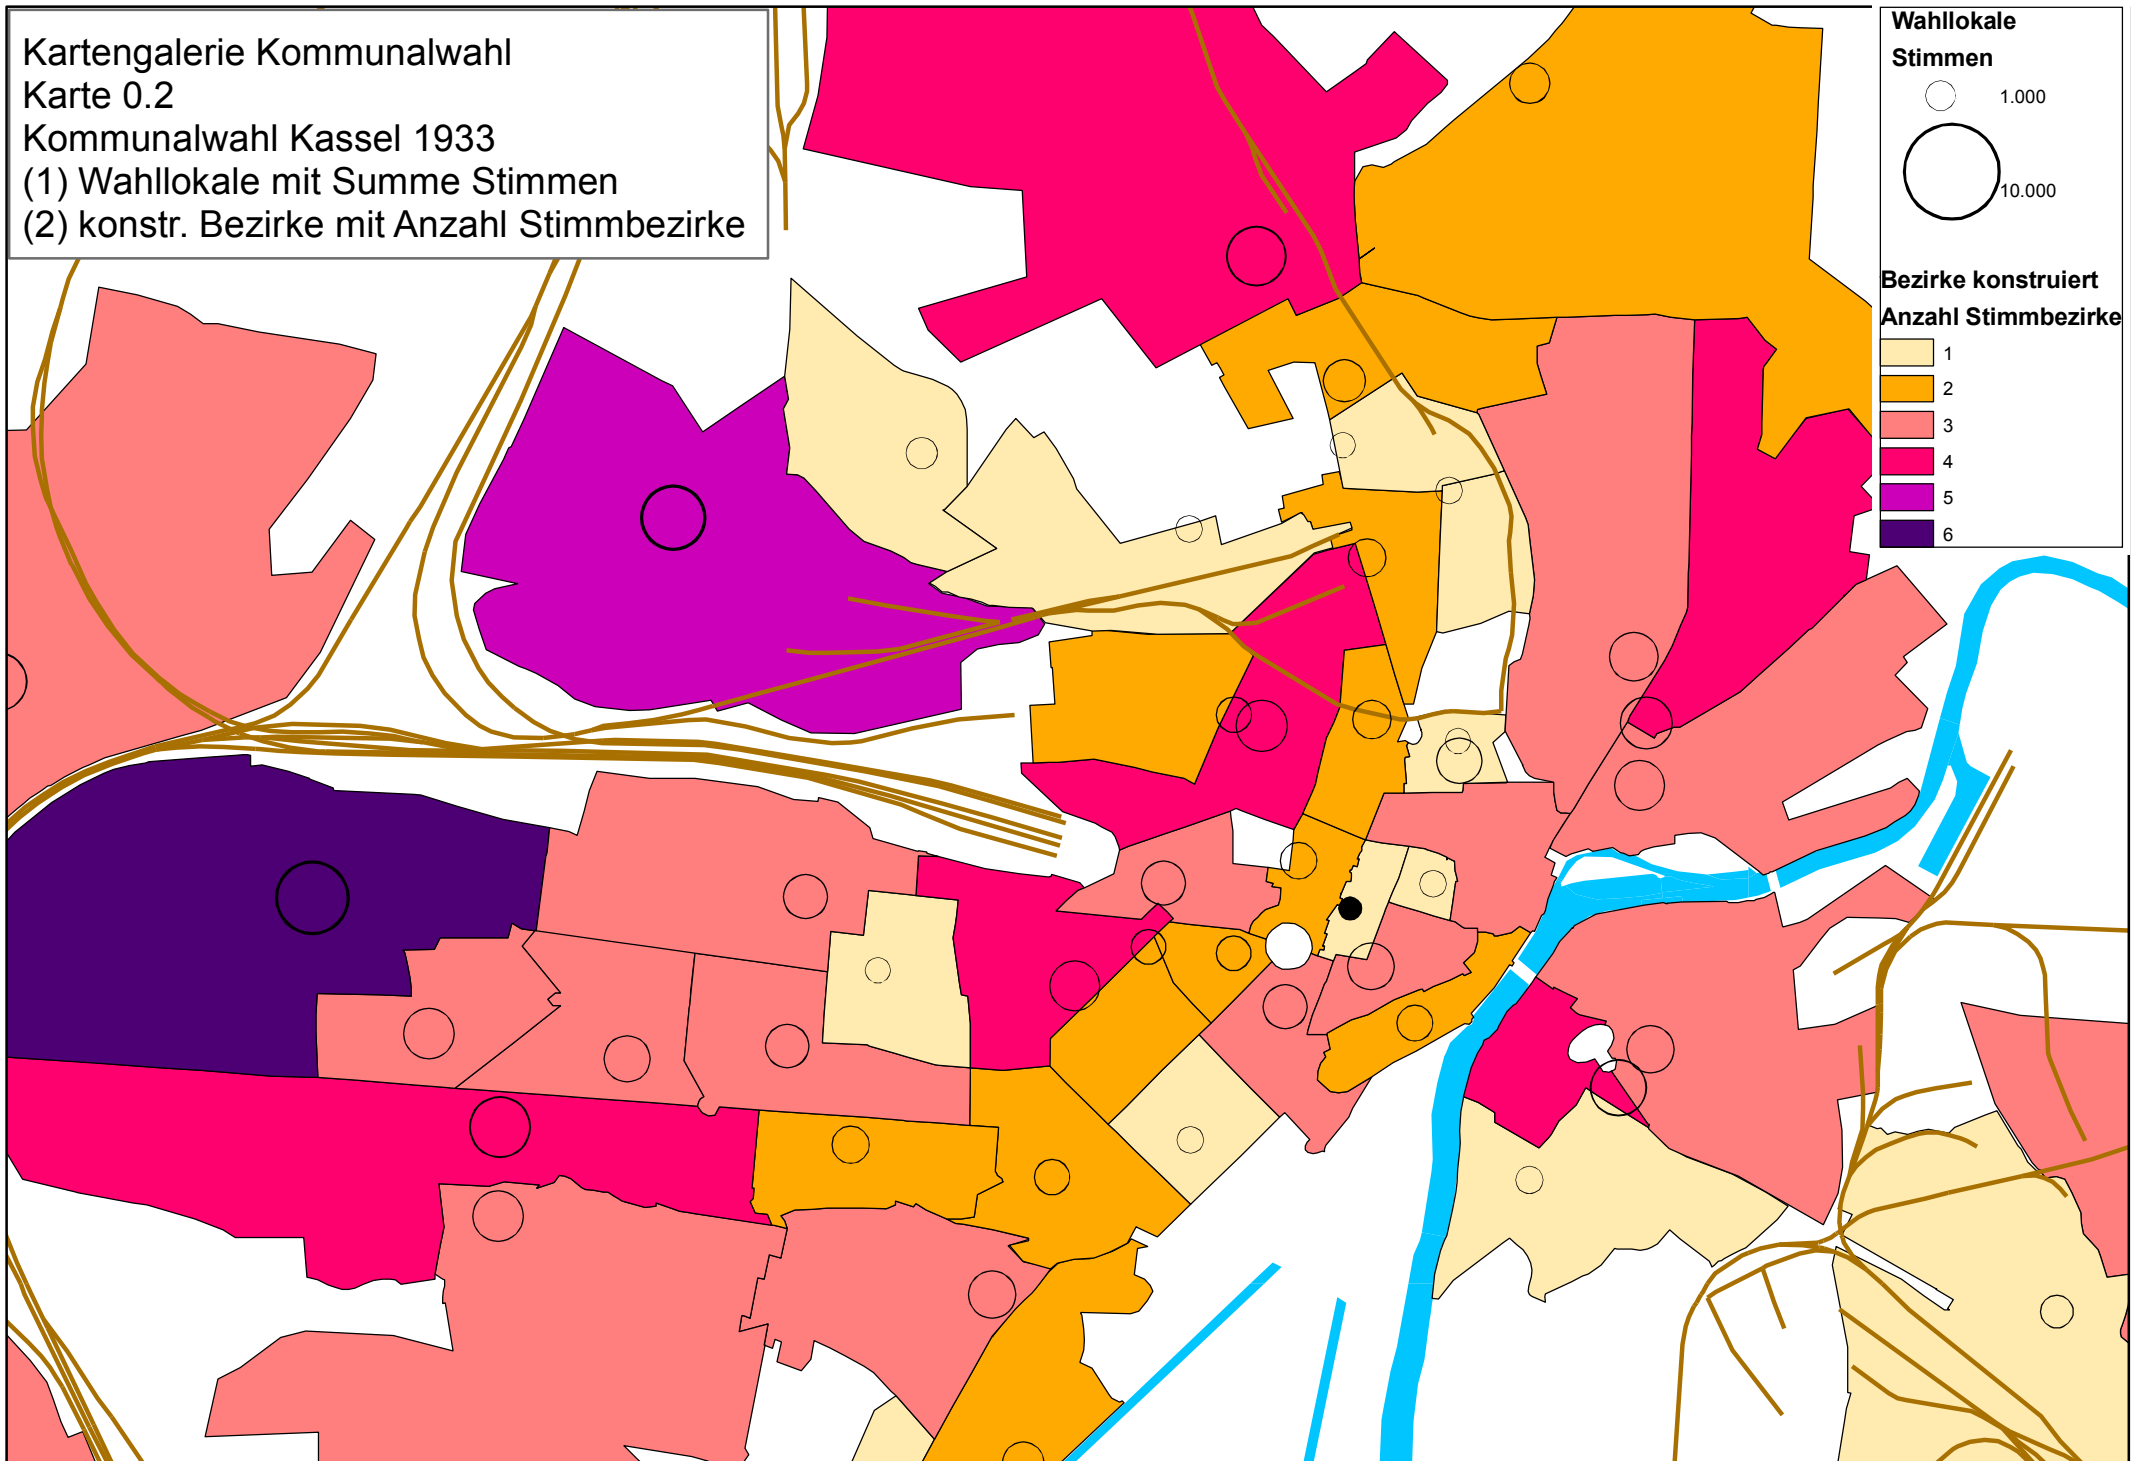 Kartengalerie Kommunalwahl
Karte 0.2
Kommunalwahl Kassel 1933
(1) Wahllokale mit Summe Stimmen
(2) konstr. Bezirke mit Anzahl Stimmbezirke
Wahllokale
Stimmen
1.000
10.000
Bezirke konstruiert
Anzahl Stimmbezirke
1
2
3
4
5
6